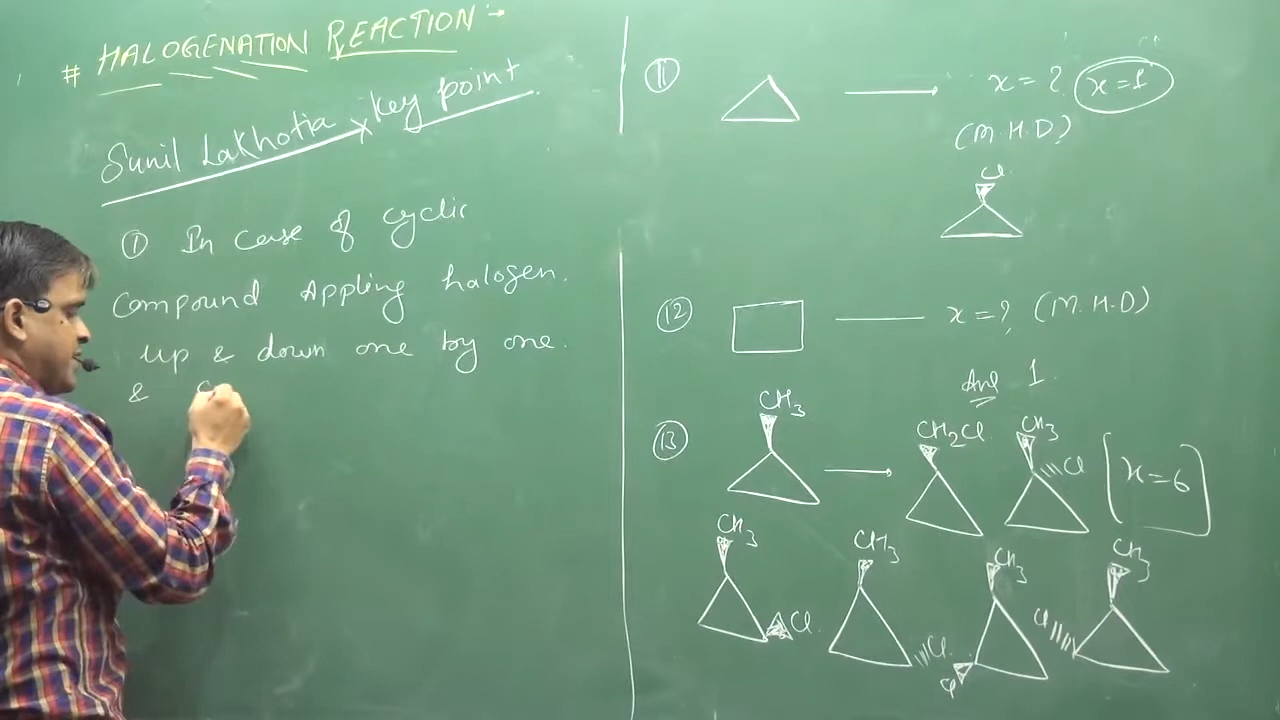 # HALOGENATION REACTION :-
Sunil Lakhotia x Key point
① In case of cyclic
Compound Appling halogen.
up & down one by one.
&
⑪ x = ? x = 1
(M.H.D)
Cl
⑫ x = ? (M.H.D)
Ans 1
⑬ CH3 CH2Cl CH3 Cl [x = 6]
CH3 Cl CH3 Cl CH3 Cl CH3 Cl